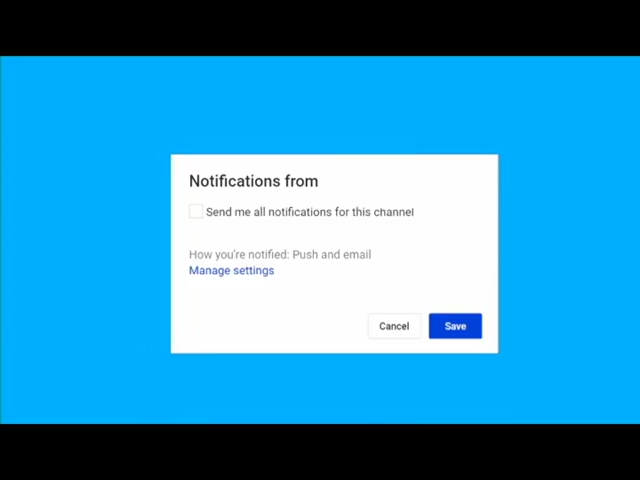 Notifications from
Send me all notifications for this channel
How you're notified: Push and email
Manage settings
Cancel
Save